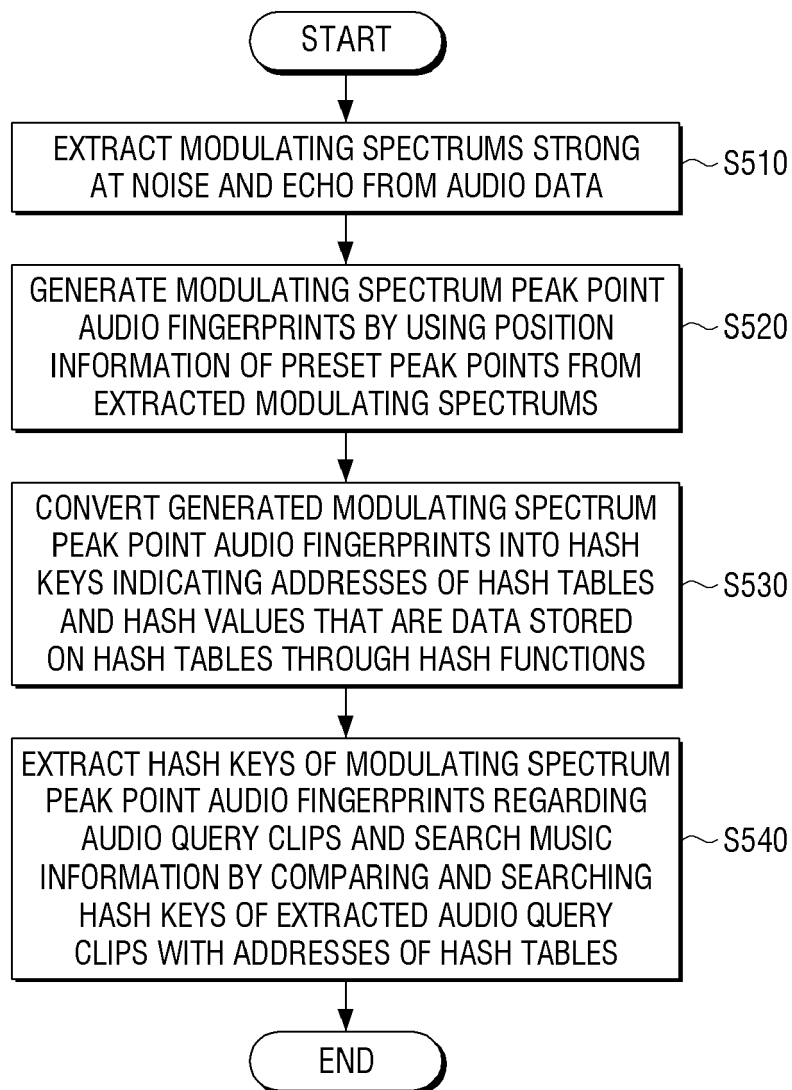 START
EXTRACT MODULATING SPECTRUMS STRONG
AT NOISE AND ECHO FROM AUDIO DATA
S510
GENERATE MODULATING SPECTRUM PEAK POINT
AUDIO FINGERPRINTS BY USING POSITION
INFORMATION OF PRESET PEAK POINTS FROM
EXTRACTED MODULATING SPECTRUMS
S520
CONVERT GENERATED MODULATING SPECTRUM
PEAK POINT AUDIO FINGERPRINTS INTO HASH
KEYS INDICATING ADDRESSES OF HASH TABLES
AND HASH VALUES THAT ARE DATA STORED
ON HASH TABLES THROUGH HASH FUNCTIONS
S530
EXTRACT HASH KEYS OF MODULATING SPECTRUM
PEAK POINT AUDIO FINGERPRINTS REGARDING
AUDIO QUERY CLIPS AND SEARCH MUSIC
INFORMATION BY COMPARING AND SEARCHING
HASH KEYS OF EXTRACTED AUDIO QUERY
CLIPS WITH ADDRESSES OF HASH TABLES
S540
END